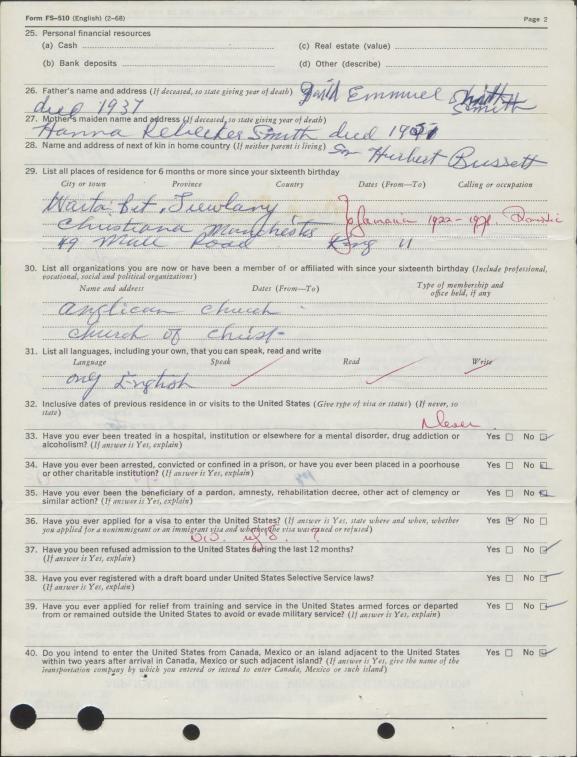 Form FS-510 (English) (2-68) Page 2
25. Personal financial resources
(a) Cash (c) Real estate (value)
(b) Bank deposits (d) Other (describe)
26. Father's name and address (If deceased, so state giving year of death) David Emmuel Smith
Smith
died 1937
27. Mother's maiden name and address (If deceased, so state giving year of death)
Hanna Rebecker Smith died
28. Name and address of next of kin in home country (If neither parent is living) Son Hurbert Bussett
29. List all places of residence for 6 months or more since your sixteenth birthday
City or town Province Country Dates (From—To) Calling or occupation
Waita Bit, Trewlany
Jamaica 1922-1971. Domestic
Christiana Manchester
49 Mall Road King 11
30. List all organizations you are now or have been a member of or affiliated with since your sixteenth birthday (Include professional,
vocational, social and political organizations)
Name and address Dates (From—To) Type of membership and
office held, if any
Anglican Church
Church of Christ
31. List all languages, including your own, that you can speak, read and write
Language Speak Read Write
only English
32. Inclusive dates of previous residence in or visits to the United States (Give type of visa or status) (If never, so
state)
Never
33. Have you ever been treated in a hospital, institution or elsewhere for a mental disorder, drug addiction or
alcoholism? (If answer is Yes, explain) Yes No
34. Have you ever been arrested, convicted or confined in a prison, or have you ever been placed in a poorhouse
or other charitable institution? (If answer is Yes, explain) Yes No
35. Have you ever been the beneficiary of a pardon, amnesty, rehabilitation decree, other act of clemency or
similar action? (If answer is Yes, explain) Yes No
36. Have you ever applied for a visa to enter the United States? (If answer is Yes, state where and when, whether
you applied for a nonimmigrant or an immigrant visa and whether the visa was issued or refused) Yes No
37. Have you been refused admission to the United States during the last 12 months?
(If answer is Yes, explain) Yes No
38. Have you ever registered with a draft board under United States Selective Service laws?
(If answer is Yes, explain) Yes No
39. Have you ever applied for relief from training and service in the United States armed forces or departed
from or remained outside the United States to avoid or evade military service? (If answer is Yes, explain) Yes No
40. Do you intend to enter the United States from Canada, Mexico or an island adjacent to the United States
within two years after arrival in Canada, Mexico or such adjacent island? (If answer is Yes, give the name of the
transportation company by which you entered or intend to enter Canada, Mexico or such island) Yes No